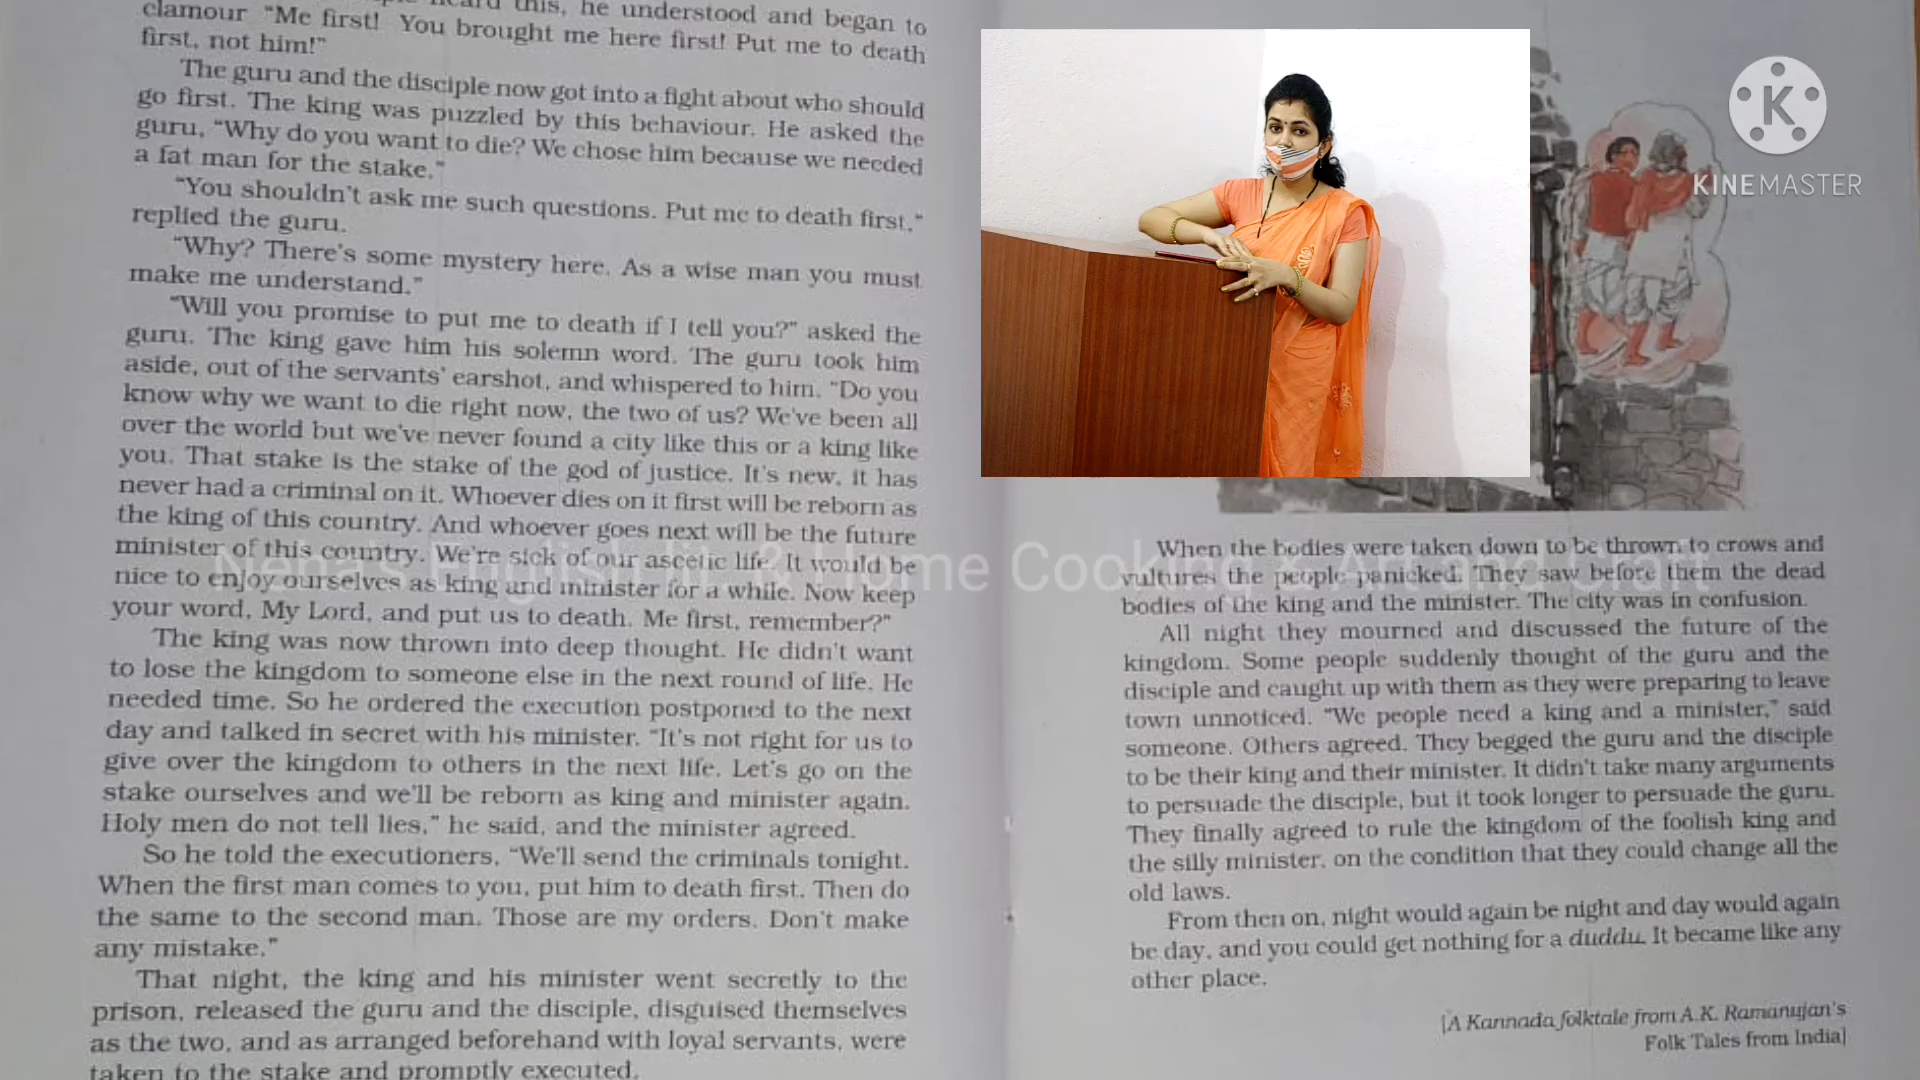 heard this, he understood and began to
clamour "Me first! You brought me here first! Put me to death
first, not him!"
The guru and the disciple now got into a fight about who should
go first. The king was puzzled by this behaviour. He asked the
guru, "Why do you want to die? We chose him because we needed
a fat man for the stake."
"You shouldn't ask me such questions. Put me to death first,"
replied the guru.
"Why? There's some mystery here. As a wise man you must
make me understand."
"Will you promise to put me to death if I tell you?" asked the
guru. The king gave him his solemn word. The guru took him
aside, out of the servants' earshot, and whispered to him, "Do you
know why we want to die right now, the two of us? We've been all
over the world but we've never found a city like this or a king like
you. That stake is the stake of the god of justice. It's new, it has
never had a criminal on it. Whoever dies on it first will be reborn as
the king of this country. And whoever goes next will be the future
minister of this country. We're sick of our ascetic life. It would be
nice to enjoy ourselves as king and minister for a while. Now keep
your word, My Lord, and put us to death. Me first, remember?"
The king was now thrown into deep thought. He didn't want
to lose the kingdom to someone else in the next round of life. He
needed time. So he ordered the execution postponed to the next
day and talked in secret with his minister. "It's not right for us to
give over the kingdom to others in the next life. Let's go on the
stake ourselves and we'll be reborn as king and minister again.
Holy men do not tell lies," he said, and the minister agreed.
So he told the executioners, "We'll send the criminals tonight.
When the first man comes to you, put him to death first. Then do
the same to the second man. Those are my orders. Don't make
any mistake."
That night, the king and his minister went secretly to the
prison, released the guru and the disciple, disguised themselves
as the two, and as arranged beforehand with loyal servants, were
taken to the stake and promptly executed.
KINEMASTER
When the bodies were taken down to be thrown to crows and
vultures the people panicked. They saw before them the dead
bodies of the king and the minister. The city was in confusion.
All night they mourned and discussed the future of the
kingdom. Some people suddenly thought of the guru and the
disciple and caught up with them as they were preparing to leave
town unnoticed. "We people need a king and a minister," said
someone. Others agreed. They begged the guru and the disciple
to be their king and their minister. It didn't take many arguments
to persuade the disciple, but it took longer to persuade the guru.
They finally agreed to rule the kingdom of the foolish king and
the silly minister, on the condition that they could change all the
old laws.
From then on, night would again be night and day would again
be day, and you could get nothing for a duddu. It became like any
other place.
[A Kannada folktale from A.K. Ramanujan's
Folk Tales from India]
Neha's & Home Cooking & Art and